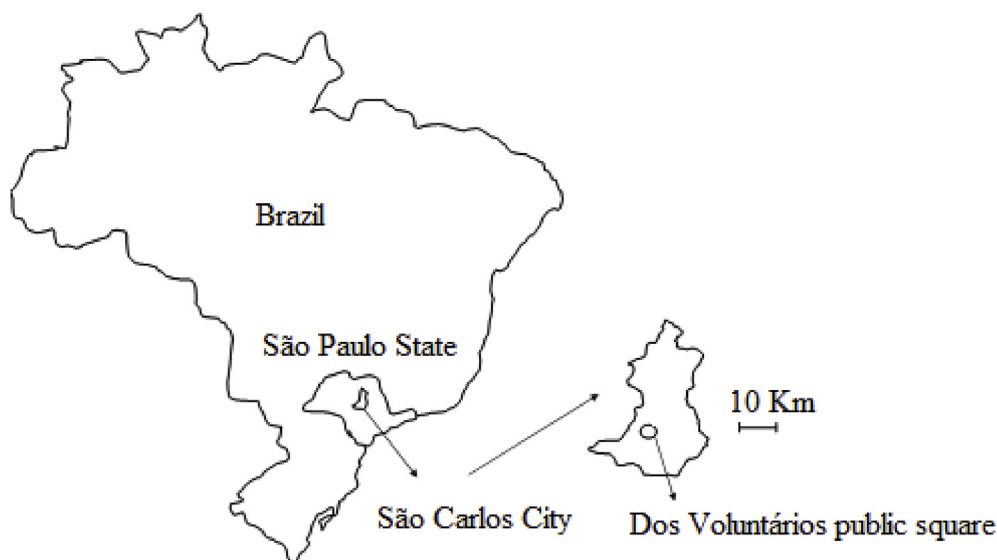 Brazil
São Paulo State
10 Km
São Carlos City
Dos Voluntários public square